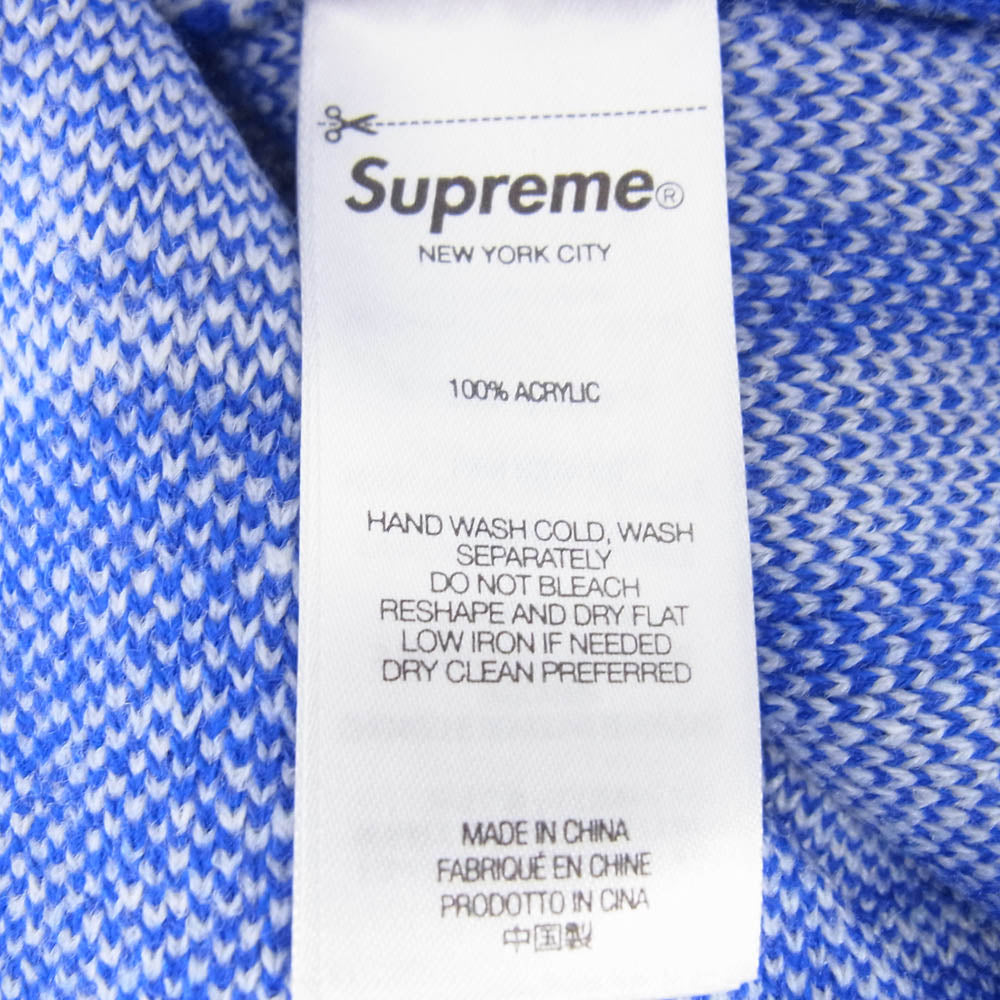 Supreme®
NEW YORK CITY
100% ACRYLIC
HAND WASH COLD, WASH
SEPARATELY
DO NOT BLEACH
RESHAPE AND DRY FLAT
LOW IRON IF NEEDED
DRY CLEAN PREFERRED
MADE IN CHINA
FABRIQUÉ EN CHINE
PRODOTTO IN CINA
中国製